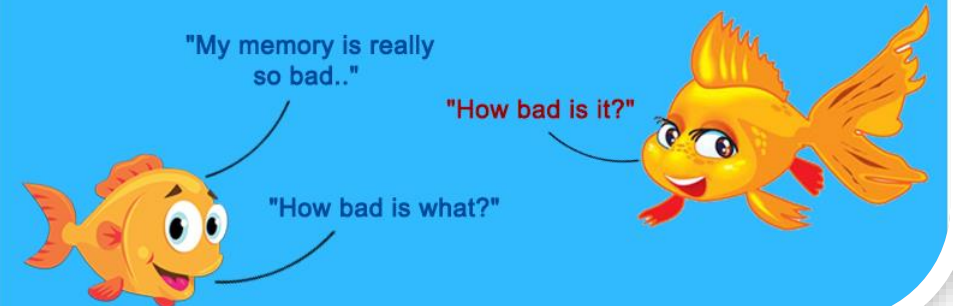 "My memory is really
so bad.."
"How bad is it?"
"How bad is what?"